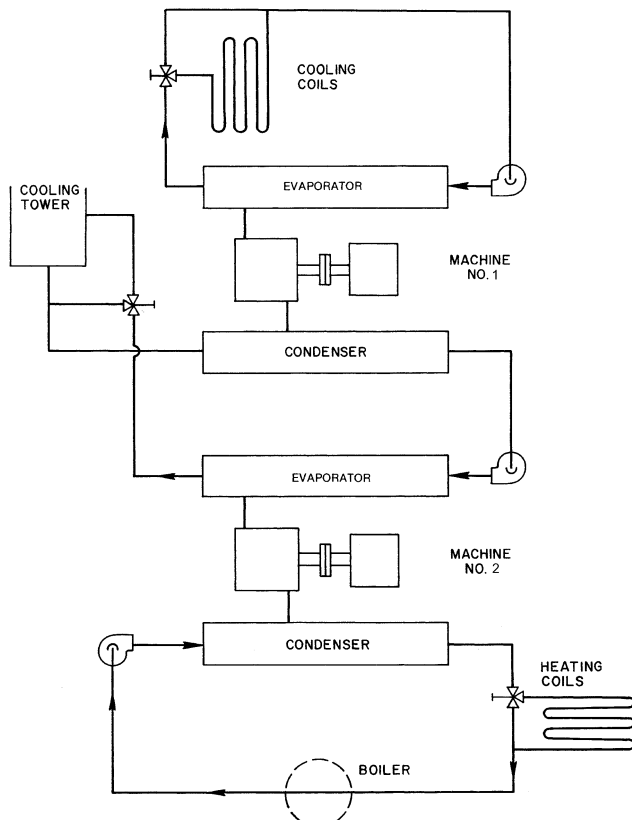 COOLING
COILS
EVAPORATOR
COOLING
TOWER
MACHINE
NO. 1
CONDENSER
EVAPORATOR
MACHINE
NO. 2
CONDENSER
HEATING
COILS
BOILER